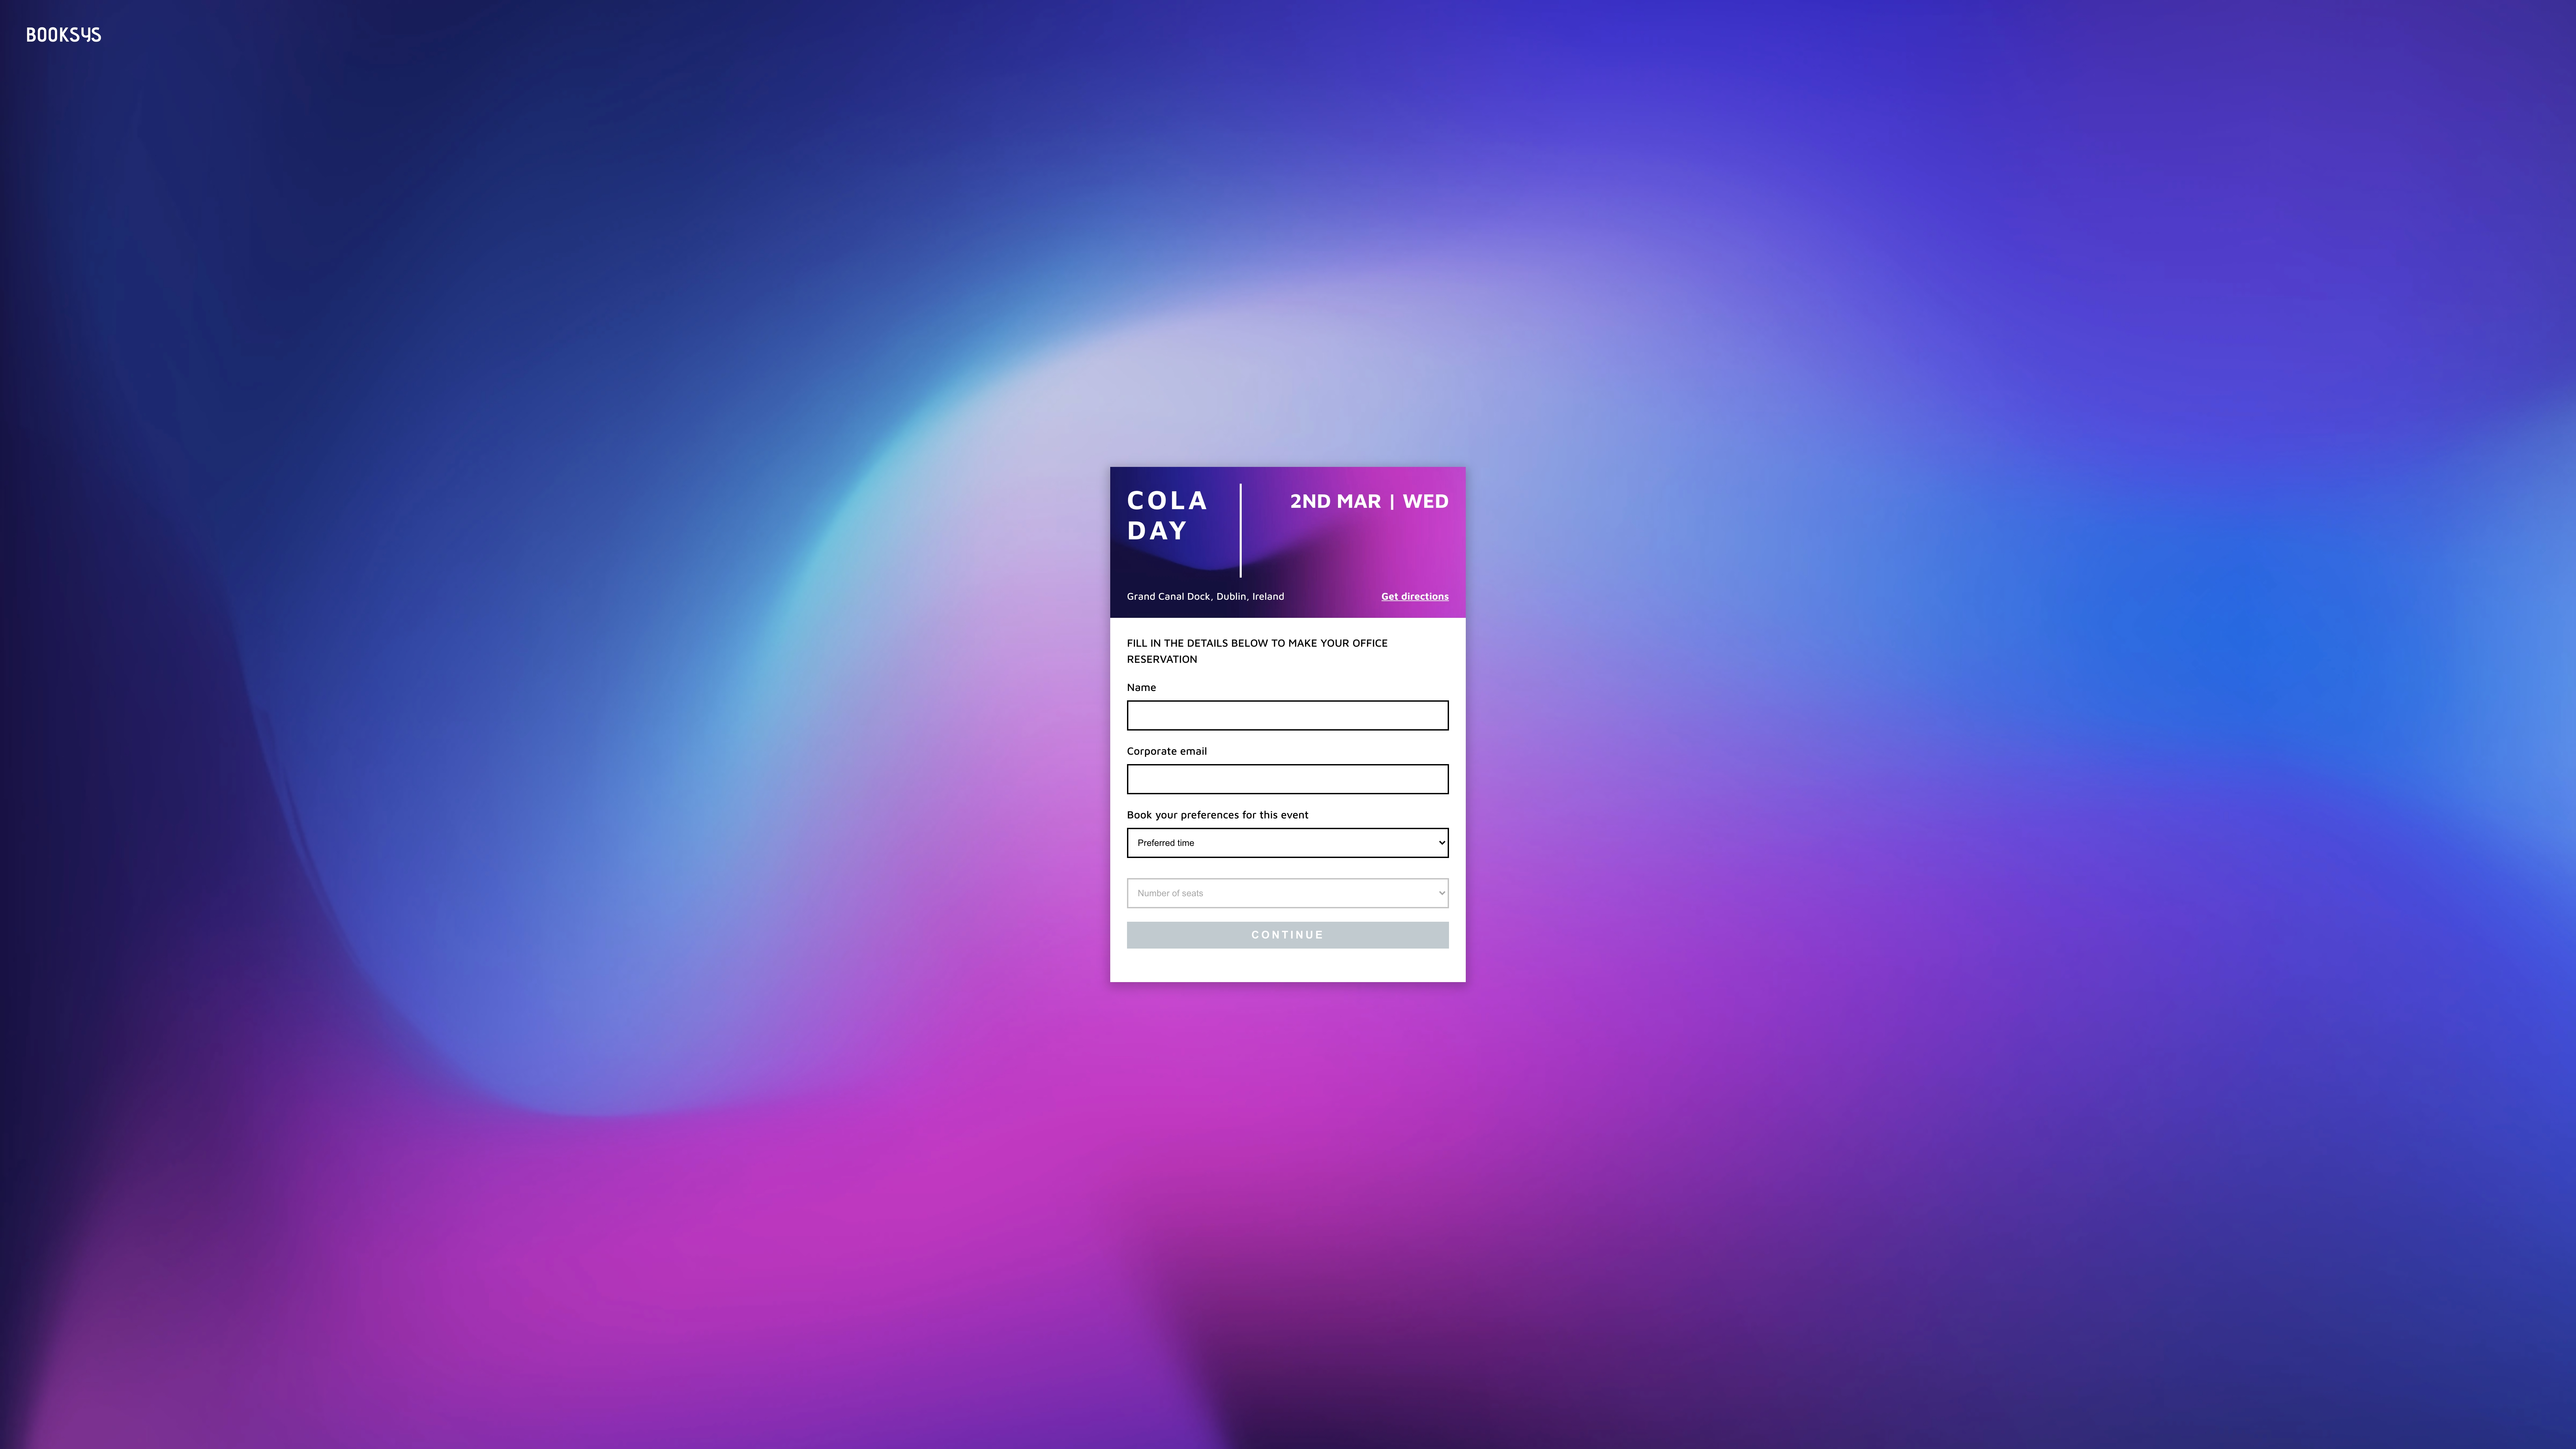 BOOKSYS
COLA
DAY
2ND MAR | WED
Grand Canal Dock, Dublin, Ireland
Get directions
FILL IN THE DETAILS BELOW TO MAKE YOUR OFFICE
RESERVATION
Name
Corporate email
Book your preferences for this event
Preferred time
Number of seats
CONTINUE